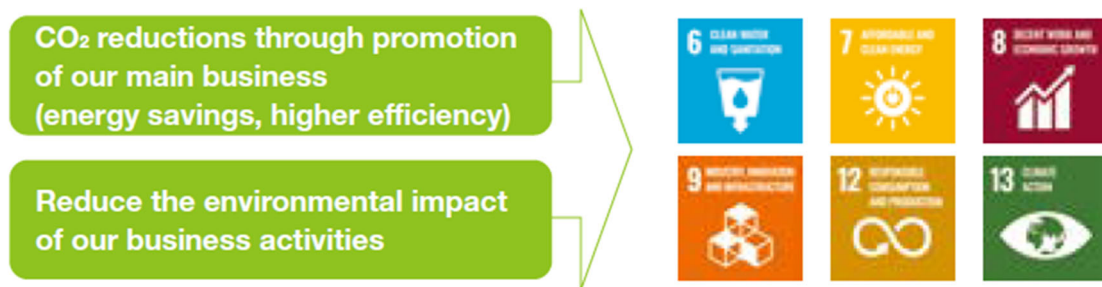 CO₂ reductions through promotion
of our main business
(energy savings, higher efficiency)
Reduce the environmental impact
of our business activities
6 CLEAN WATER
AND SANITATION
7 AFFORDABLE AND
CLEAN ENERGY
8 DECENT WORK AND
ECONOMIC GROWTH
9 INDUSTRY, INNOVATION
AND INFRASTRUCTURE
12 RESPONSIBLE
CONSUMPTION
AND PRODUCTION
13 CLIMATE
ACTION